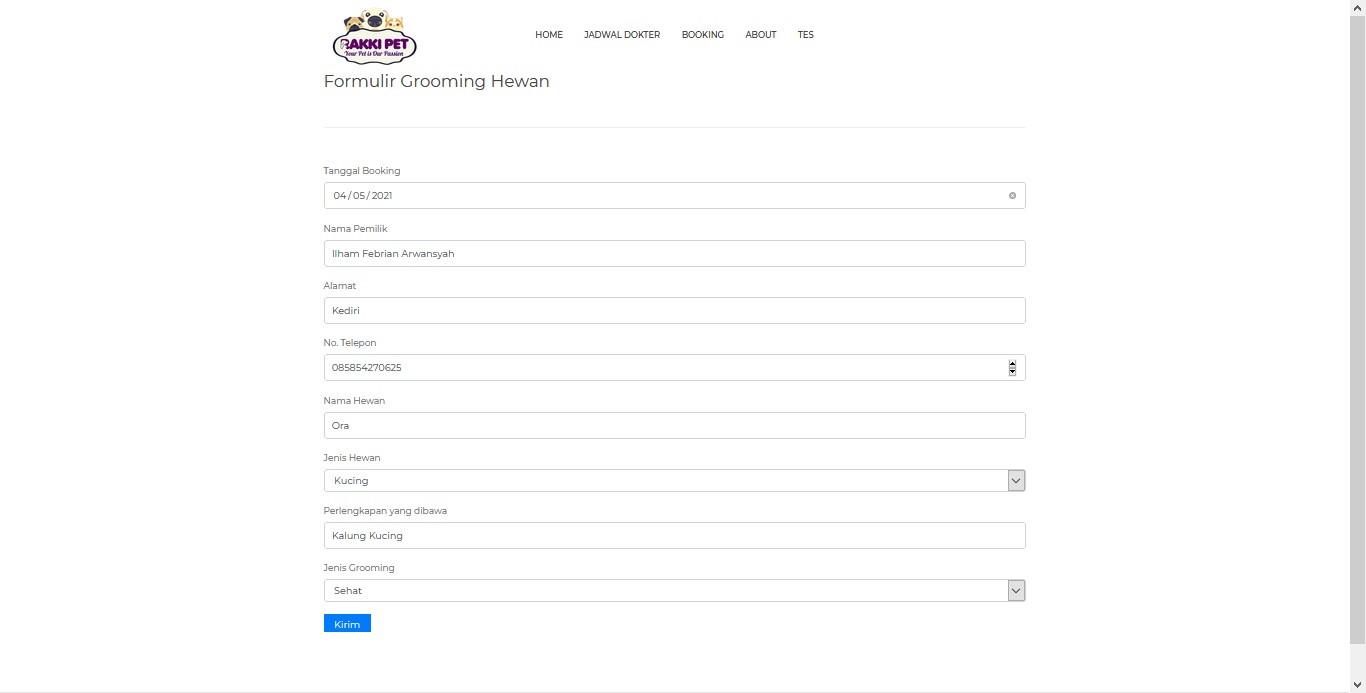 RAKKI PET
Your Pet is Our Passion
HOME JADWAL DOKTER BOOKING ABOUT TES
Formulir Grooming Hewan
Tanggal Booking
04 / 05 / 2021
Nama Pemilik
Ilham Febrian Arwansyah
Alamat
Kediri
No. Telepon
085854270625
Nama Hewan
Ora
Jenis Hewan
Kucing
Perlengkapan yang dibawa
Kalung Kucing
Jenis Grooming
Sehat
Kirim